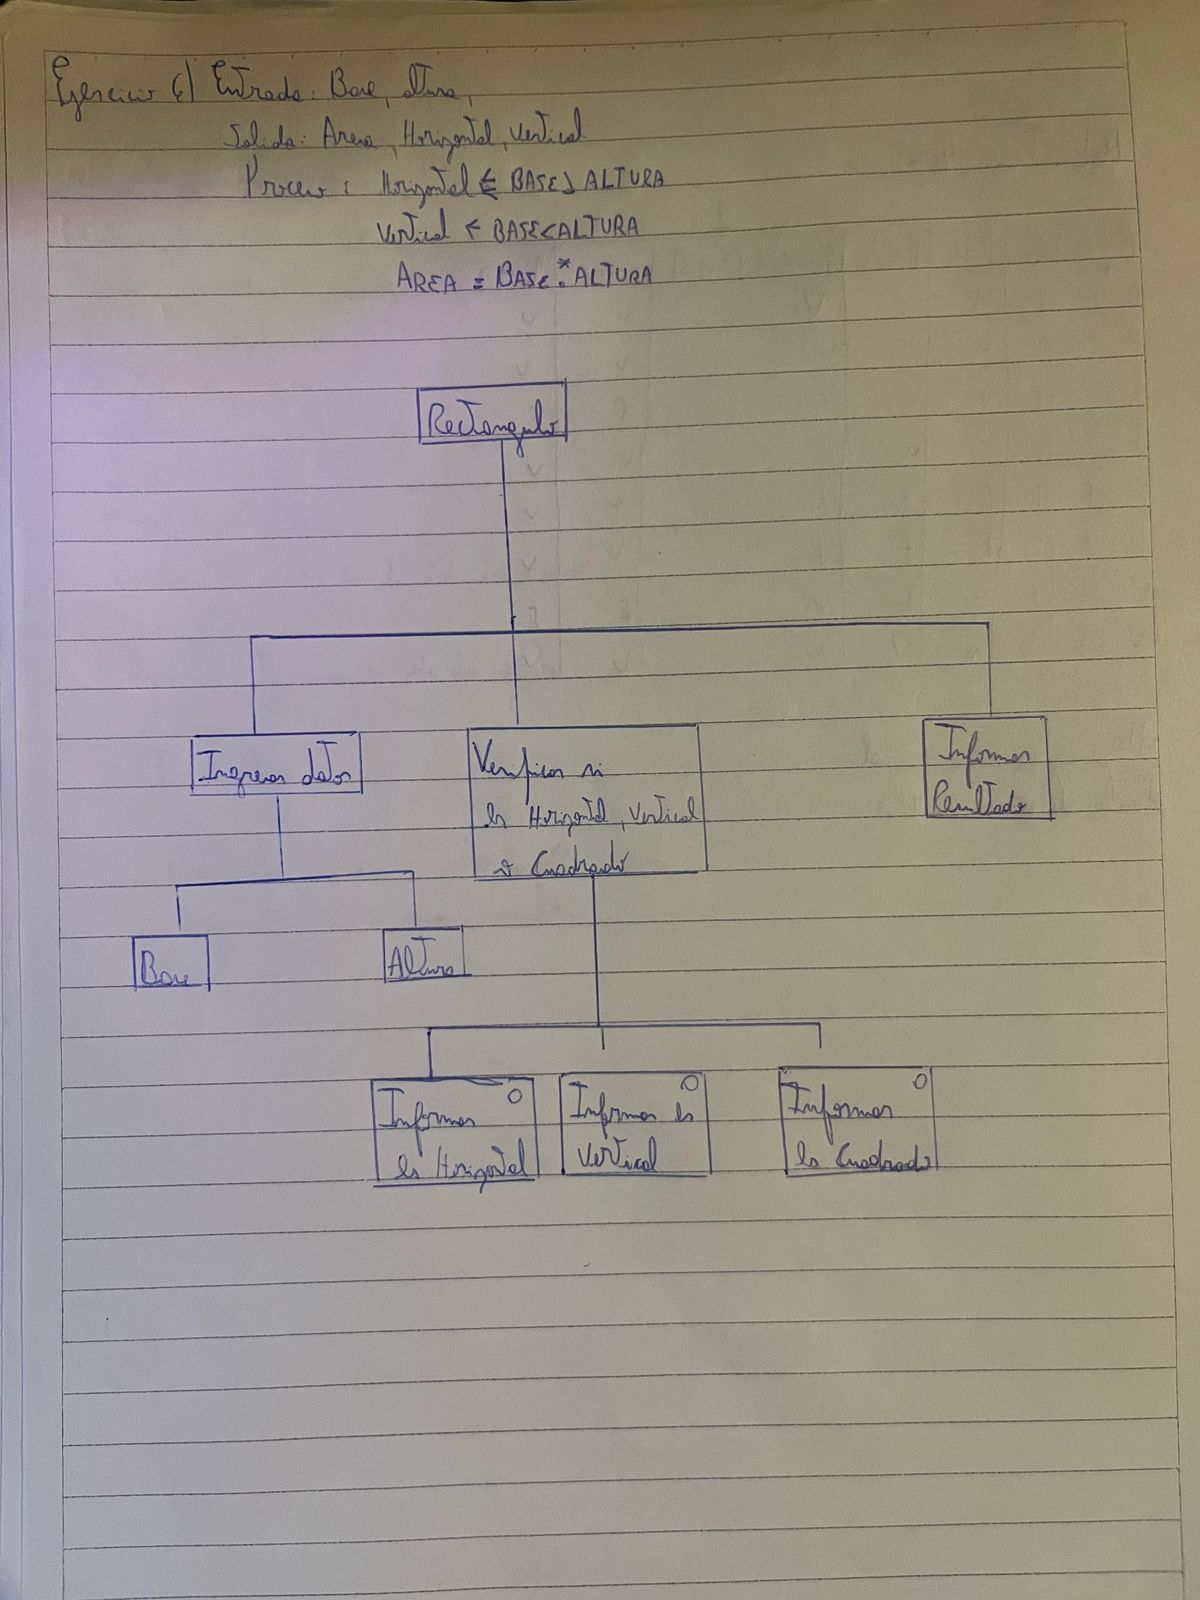 Ejercicio 6) Entrada: Base, altura,
Salida: Area, Horizontal, Vertical
Proceso: Horizontal ← BASE > ALTURA
Vertical ← BASE < ALTURA
AREA = BASE * ALTURA
Rectangulo
Ingresar datos
Verificar si
es Horizontal, Vertical
o Cuadrado
Informar
Resultado
Base
Altura
Informar
es Horizontal
Informar es
Vertical
Informar
es Cuadrado